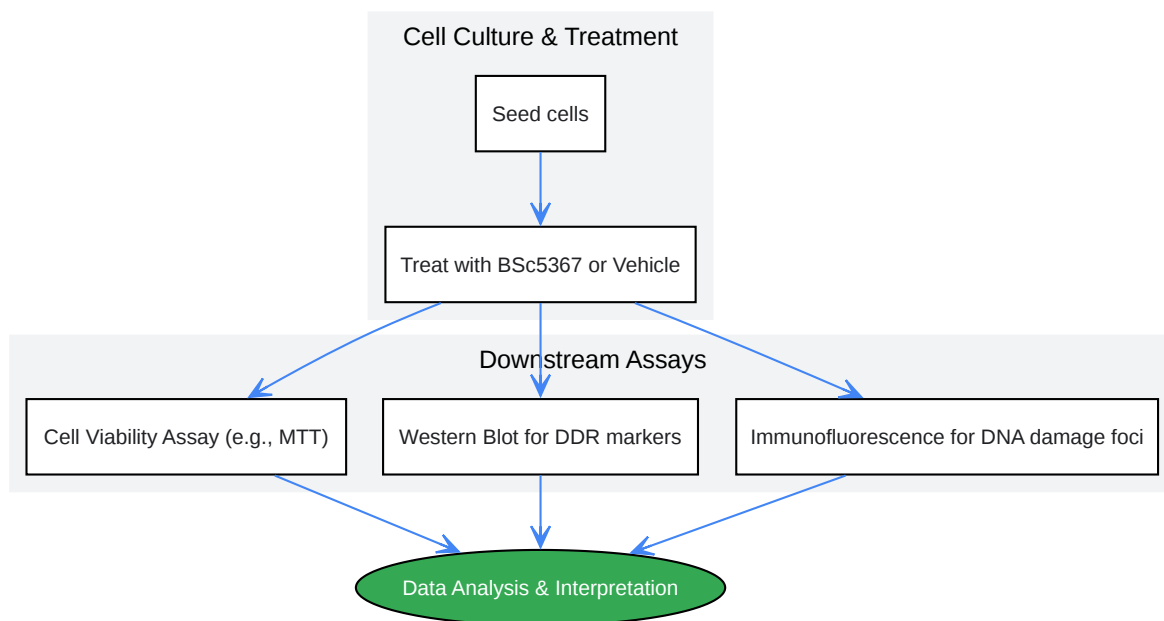 Cell Culture & Treatment
Seed cells
Treat with BSc5367 or Vehicle
Downstream Assays
Cell Viability Assay (e.g., MTT)
Western Blot for DDR markers
Immunofluorescence for DNA damage foci
Data Analysis & Interpretation